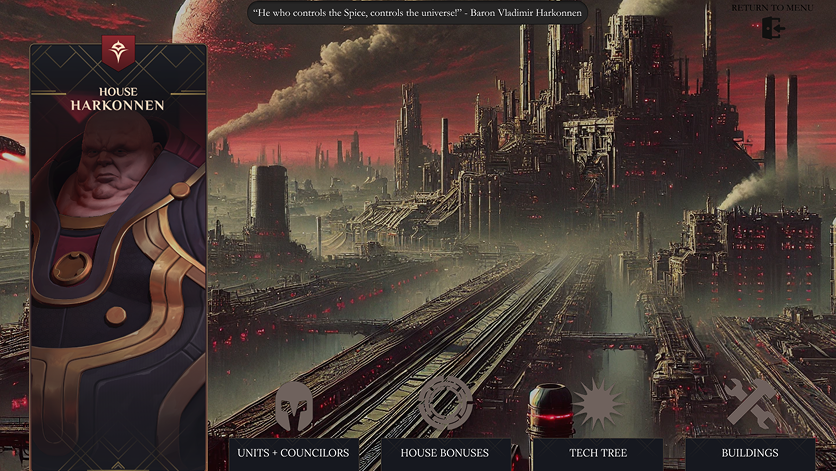 “He who controls the Spice, controls the universe!” - Baron Vladimir Harkonnen
RETURN TO MENU
HOUSE
HARKONNEN
UNITS + COUNCILORS
HOUSE BONUSES
TECH TREE
BUILDINGS